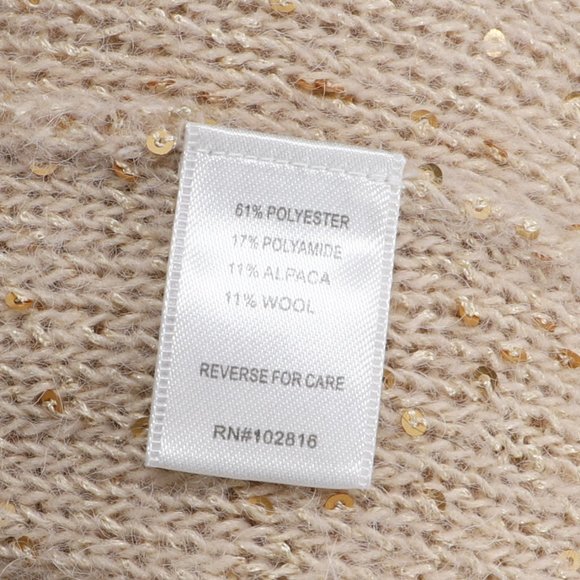 61% POLYESTER
17% POLYAMIDE
11% ALPACA
11% WOOL
REVERSE FOR CARE
RN#102816